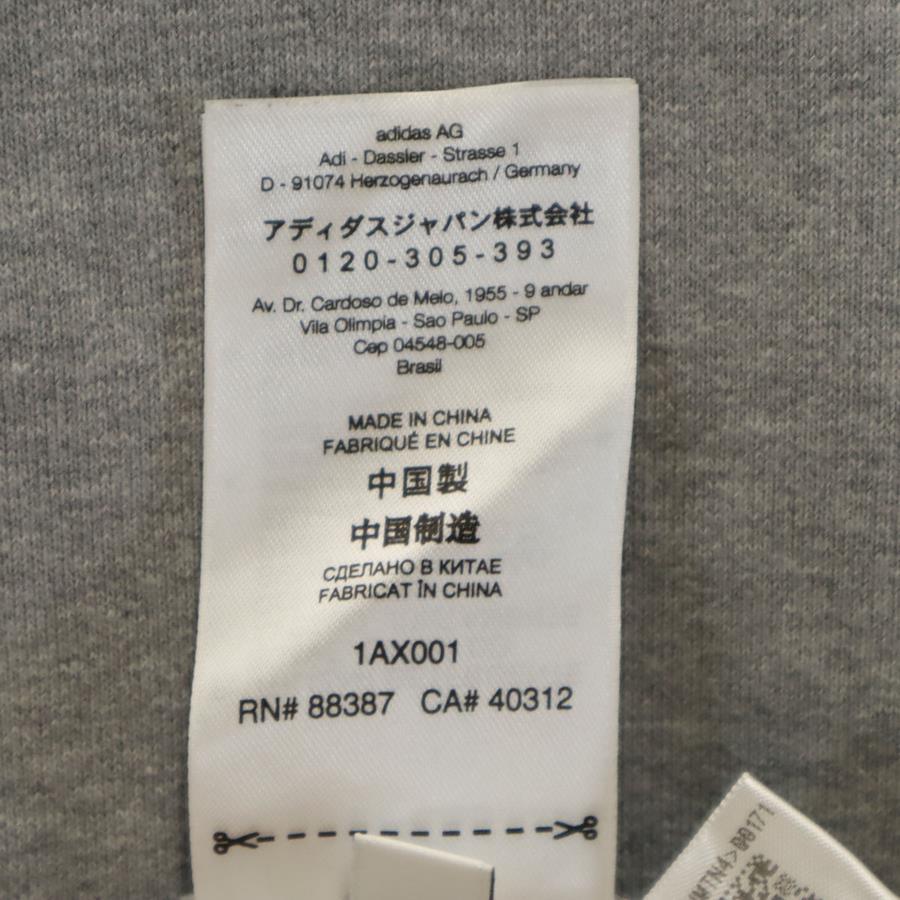 adidas AG
Adi - Dassler - Strasse 1
D - 91074 Herzogenaurach / Germany
アディダスジャパン株式会社
0120-305-393
Av. Dr. Cardoso de Melo, 1955 - 9 andar
Vila Olimpia - Sao Paulo - SP
Cep 04548-005
Brasil
MADE IN CHINA
FABRIQUÉ EN CHINE
中国製
中国制造
СДЕЛАНО В КИТАЕ
FABRICAT ÎN CHINA
1AX001
RN# 88387 CA# 40312